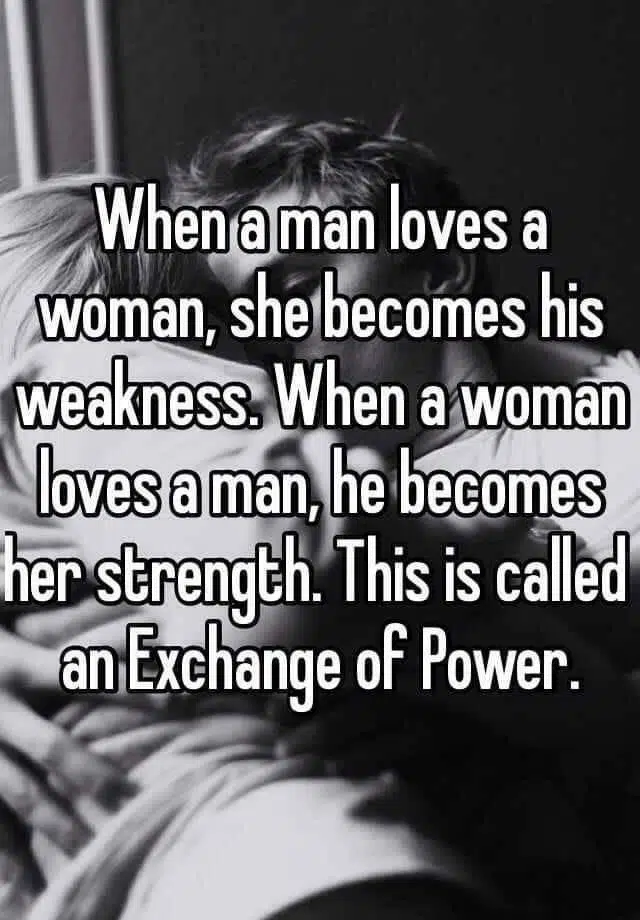 When a man loves a
woman, she becomes his
weakness. When a woman
loves a man, he becomes
her strength. This is called
an Exchange of Power.